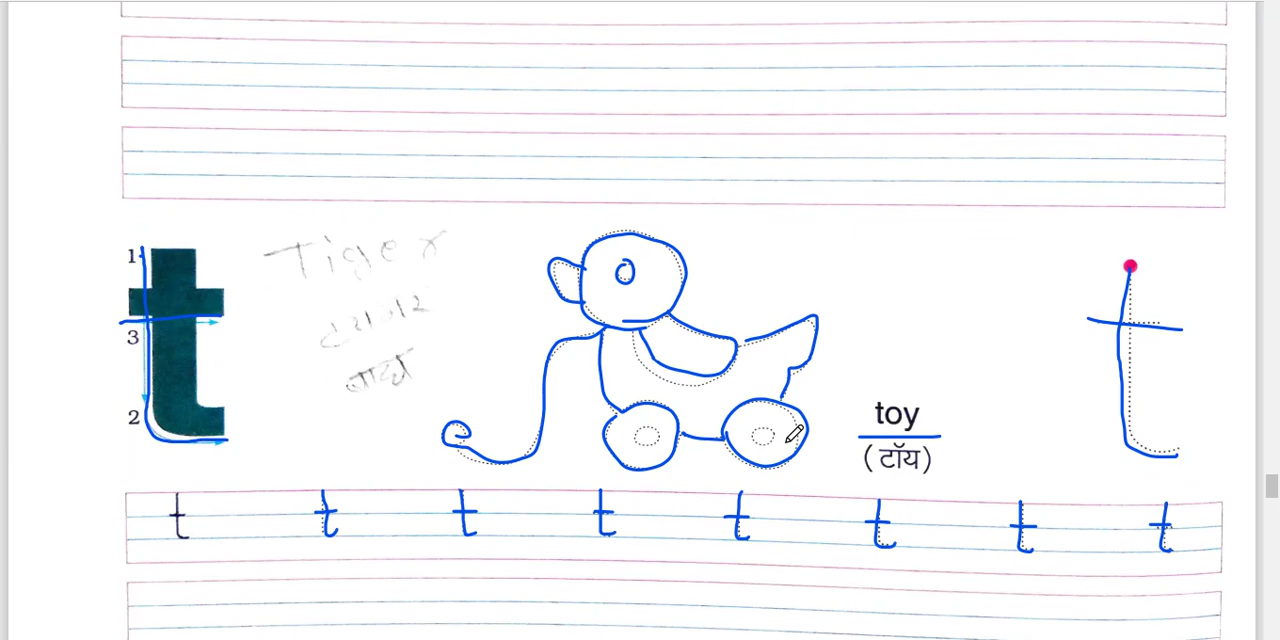 1
t
3
2
Tiger
toy
(टॉय)
t
t t t t t t t t